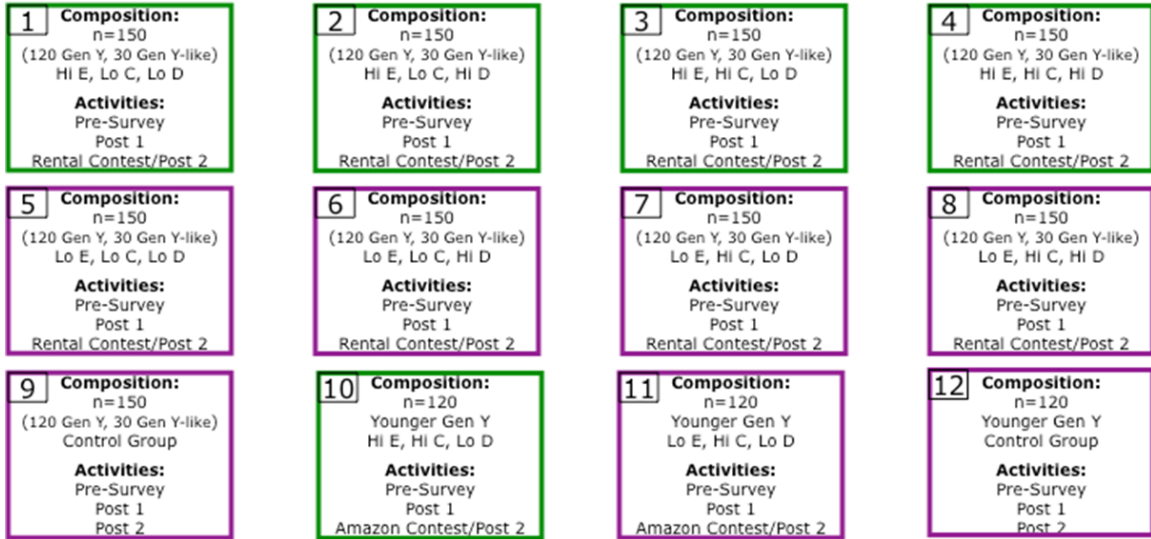 1
Composition:
n=150
(120 Gen Y, 30 Gen Y-like)
Hi E, Lo C, Lo D
Activities:
Pre-Survey
Post 1
Rental Contest/Post 2
2
Composition:
n=150
(120 Gen Y, 30 Gen Y-like)
Hi E, Lo C, Hi D
Activities:
Pre-Survey
Post 1
Rental Contest/Post 2
3
Composition:
n=150
(120 Gen Y, 30 Gen Y-like)
Hi E, Hi C, Lo D
Activities:
Pre-Survey
Post 1
Rental Contest/Post 2
4
Composition:
n=150
(120 Gen Y, 30 Gen Y-like)
Hi E, Hi C, Hi D
Activities:
Pre-Survey
Post 1
Rental Contest/Post 2
5
Composition:
n=150
(120 Gen Y, 30 Gen Y-like)
Lo E, Lo C, Lo D
Activities:
Pre-Survey
Post 1
Rental Contest/Post 2
6
Composition:
n=150
(120 Gen Y, 30 Gen Y-like)
Lo E, Lo C, Hi D
Activities:
Pre-Survey
Post 1
Rental Contest/Post 2
7
Composition:
n=150
(120 Gen Y, 30 Gen Y-like)
Lo E, Hi C, Lo D
Activities:
Pre-Survey
Post 1
Rental Contest/Post 2
8
Composition:
n=150
(120 Gen Y, 30 Gen Y-like)
Lo E, Hi C, Hi D
Activities:
Pre-Survey
Post 1
Rental Contest/Post 2
9
Composition:
n=150
(120 Gen Y, 30 Gen Y-like)
Control Group
Activities:
Pre-Survey
Post 1
Post 2
10
Composition:
n=120
Younger Gen Y
Hi E, Hi C, Lo D
Activities:
Pre-Survey
Post 1
Amazon Contest/Post 2
11
Composition:
n=120
Younger Gen Y
Lo E, Hi C, Lo D
Activities:
Pre-Survey
Post 1
Amazon Contest/Post 2
12
Composition:
n=120
Younger Gen Y
Control Group
Activities:
Pre-Survey
Post 1
Post 2